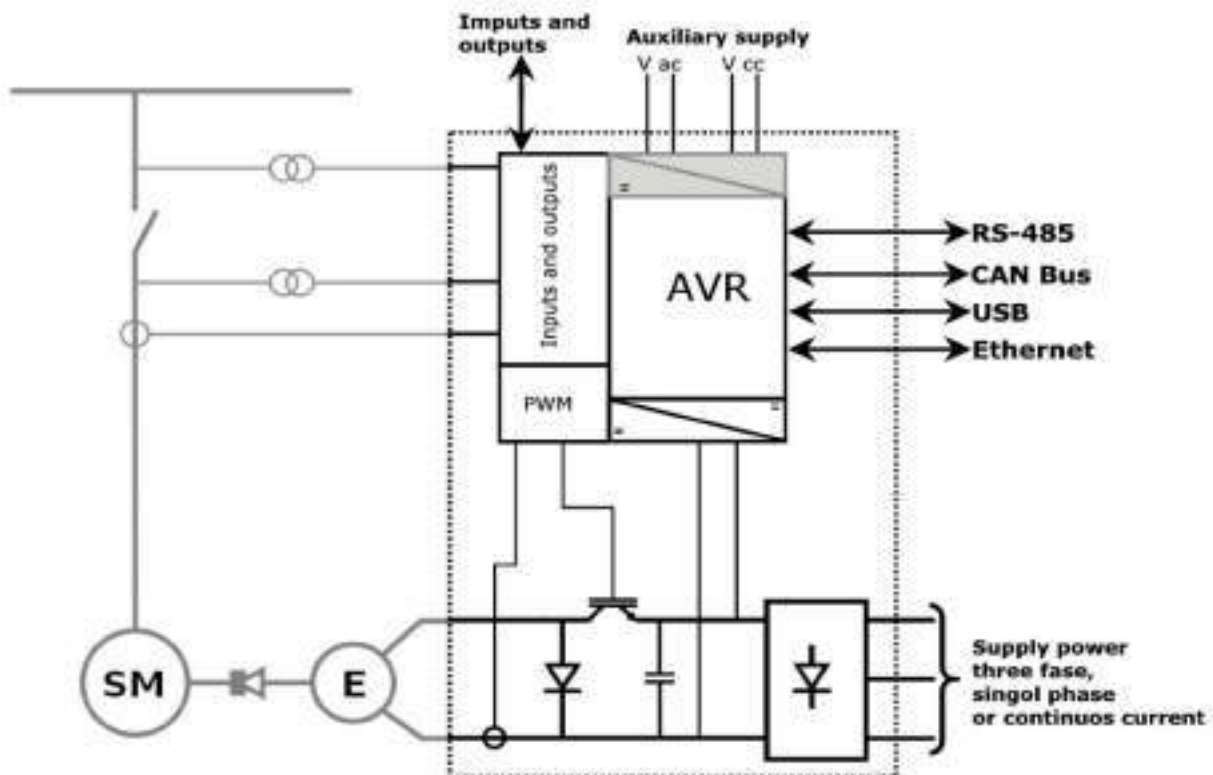 Imputs and
outputs
Auxiliary supply
V ac
V cc
Inputs and outputs
AVR
PWM
RS-485
CAN Bus
USB
Ethernet
SM
E
Supply power
three fase,
singol phase
or continuos current